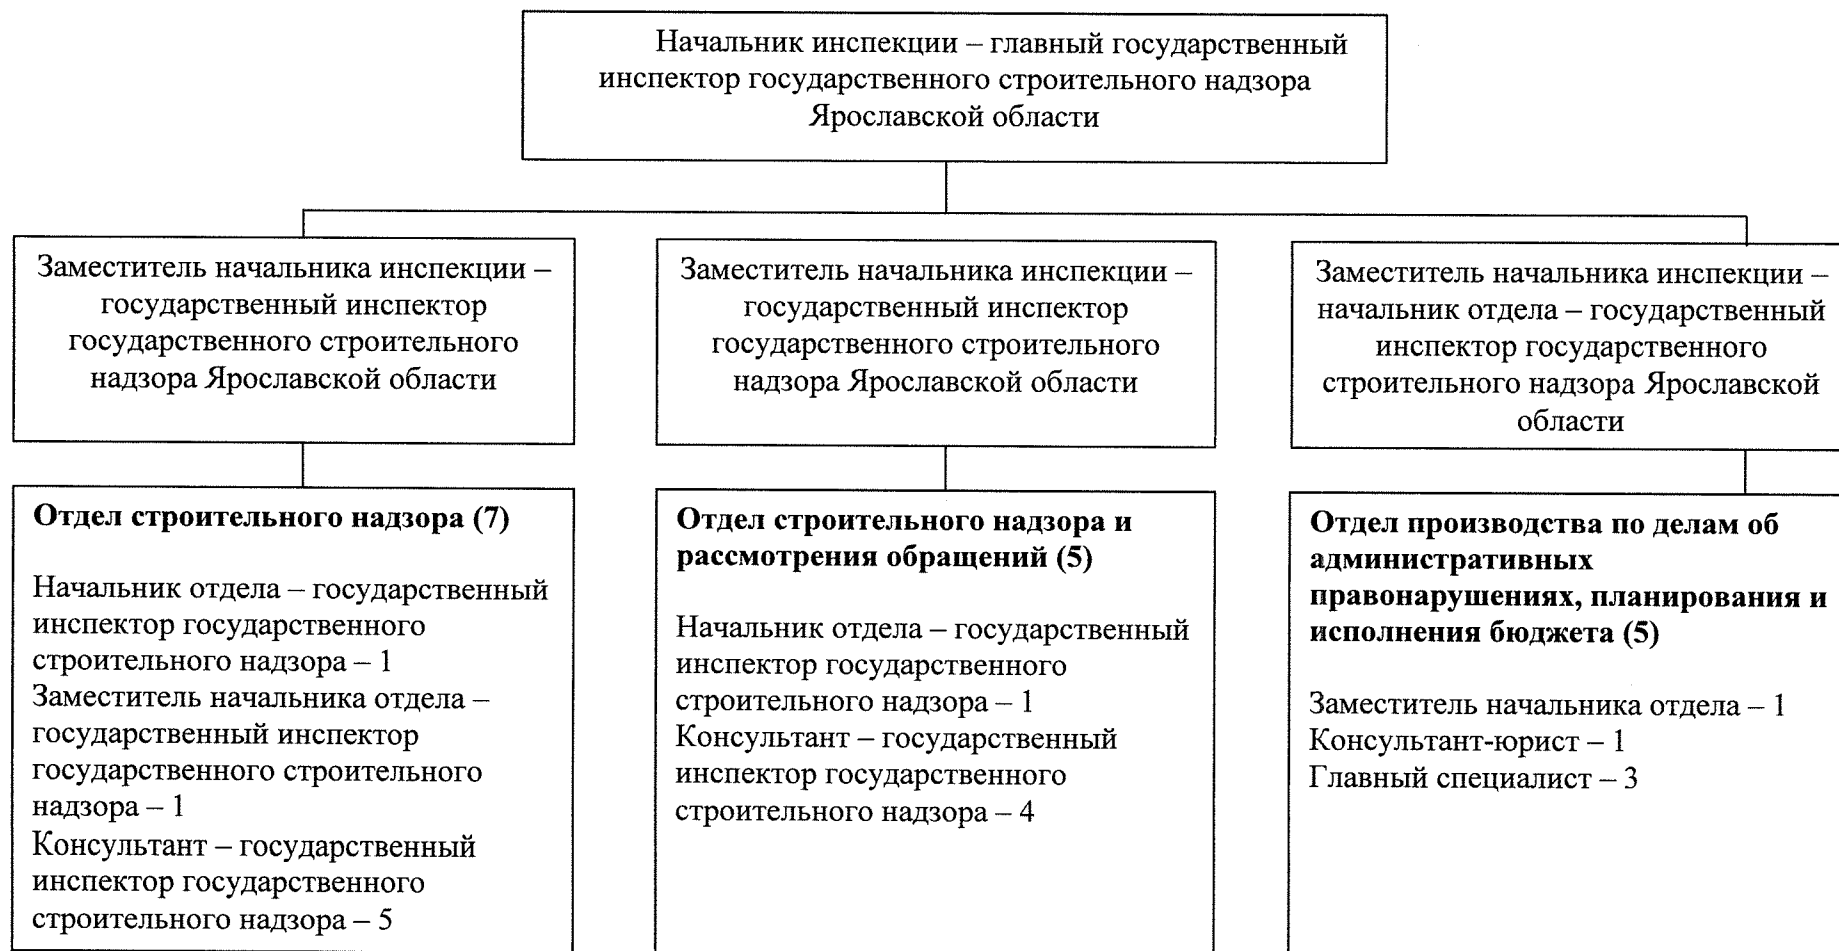 Начальник инспекции – главный государственный
инспектор государственного строительного надзора
Ярославской области
Заместитель начальника инспекции –
государственный инспектор
государственного строительного
надзора Ярославской области
Заместитель начальника инспекции –
государственный инспектор
государственного строительного
надзора Ярославской области
Заместитель начальника инспекции –
начальник отдела – государственный
инспектор государственного
строительного надзора Ярославской
области
Отдел строительного надзора (7)
Начальник отдела – государственный
инспектор государственного
строительного надзора – 1
Заместитель начальника отдела –
государственный инспектор
государственного строительного
надзора – 1
Консультант – государственный
инспектор государственного
строительного надзора – 5
Отдел строительного надзора и
рассмотрения обращений (5)
Начальник отдела – государственный
инспектор государственного
строительного надзора – 1
Консультант – государственный
инспектор государственного
строительного надзора – 4
Отдел производства по делам об
административных
правонарушениях, планирования и
исполнения бюджета (5)
Заместитель начальника отдела – 1
Консультант-юрист – 1
Главный специалист – 3